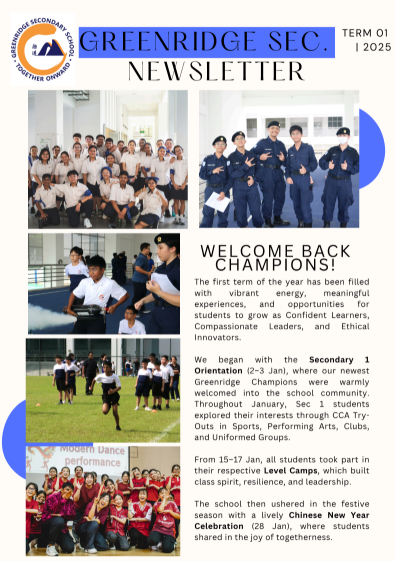 GREENRIDGE SECONDARY SCHOOL
TOGETHER ONWARD
GREENRIDGE SEC.
NEWSLETTER
TERM 01
| 2025
WELCOME BACK
CHAMPIONS!
The first term of the year has been filled
with vibrant energy, meaningful
experiences, and opportunities for
students to grow as Confident Learners,
Compassionate Leaders, and Ethical
Innovators.
We began with the Secondary 1
Orientation (2–3 Jan), where our newest
Greenridge Champions were warmly
welcomed into the school community.
Throughout January, Sec 1 students
explored their interests through CCA Try-
Outs in Sports, Performing Arts, Clubs,
and Uniformed Groups.
From 15–17 Jan, all students took part in
their respective Level Camps, which built
class spirit, resilience, and leadership.
The school then ushered in the festive
season with a lively Chinese New Year
Celebration (28 Jan), where students
shared in the joy of togetherness.
Modern Dance
performance